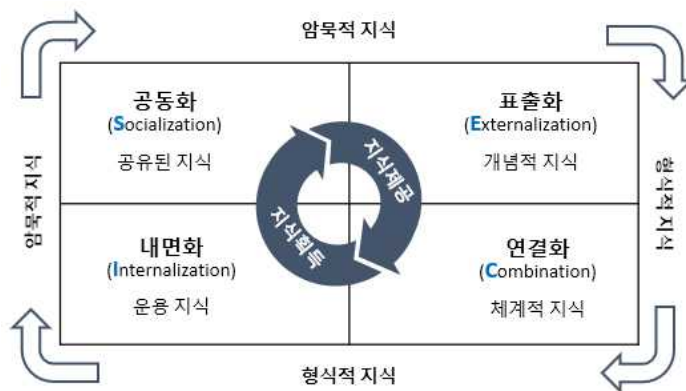 암묵적 지식
공동화
(Socialization)
공유된 지식
표출화
(Externalization)
개념적 지식
지식제공
지식획득
암묵적 지식
형식적 지식
내면화
(Internalization)
운용 지식
연결화
(Combination)
체계적 지식
형식적 지식